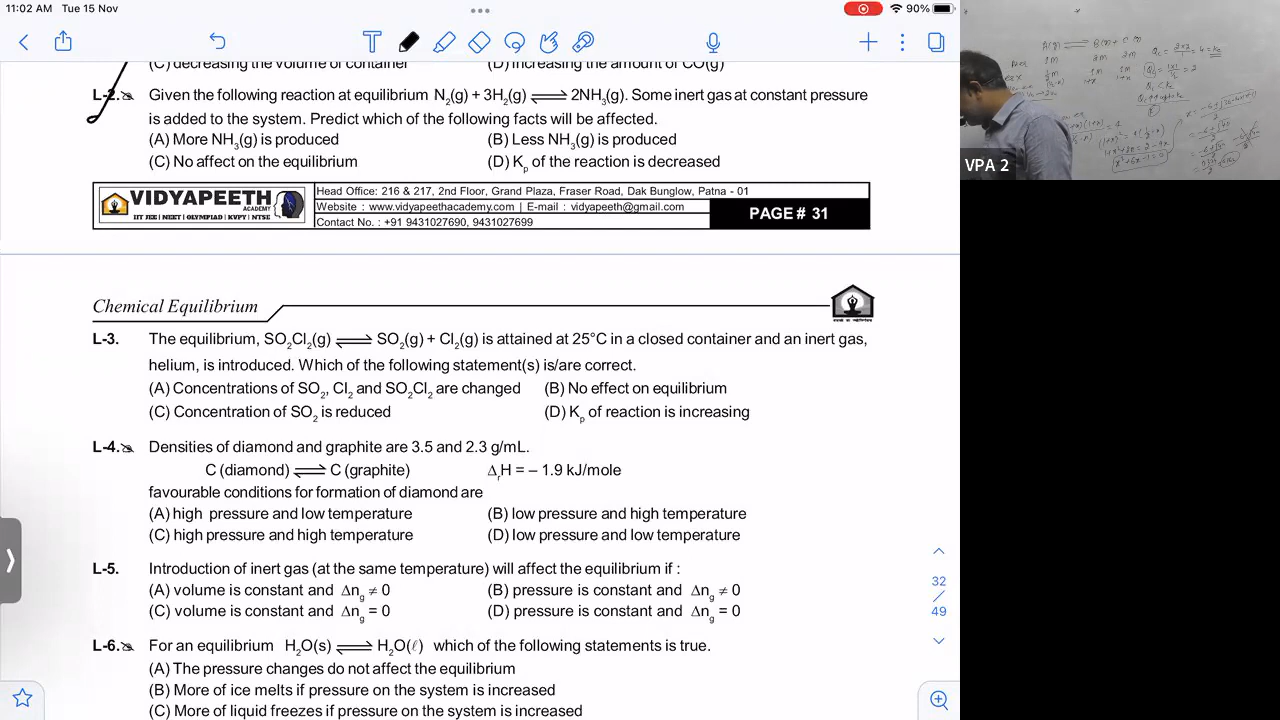 11:02 AM Tue 15 Nov
90%
(C) decreasing the volume of container (D) increasing the amount of CO(g)
L-2. Given the following reaction at equilibrium N₂(g) + 3H₂(g) ⇌ 2NH₃(g). Some inert gas at constant pressure
is added to the system. Predict which of the following facts will be affected.
(A) More NH₃(g) is produced (B) Less NH₃(g) is produced
(C) No affect on the equilibrium (D) Kₚ of the reaction is decreased
VIDYAPEETH
ACADEMY
IIT JEE | NEET | OLYMPIAD | KVPY | NTSE
Head Office: 216 & 217, 2nd Floor, Grand Plaza, Fraser Road, Dak Bunglow, Patna - 01
Website : www.vidyapeethacademy.com | E-mail : vidyapeeth@gmail.com
Contact No. : +91 9431027690, 9431027699
PAGE # 31
Chemical Equilibrium
L-3. The equilibrium, SO₂Cl₂(g) ⇌ SO₂(g) + Cl₂(g) is attained at 25°C in a closed container and an inert gas,
helium, is introduced. Which of the following statement(s) is/are correct.
(A) Concentrations of SO₂, Cl₂ and SO₂Cl₂ are changed (B) No effect on equilibrium
(C) Concentration of SO₂ is reduced (D) Kₚ of reaction is increasing
L-4. Densities of diamond and graphite are 3.5 and 2.3 g/mL.
C (diamond) ⇌ C (graphite) ΔᵣH = – 1.9 kJ/mole
favourable conditions for formation of diamond are
(A) high pressure and low temperature (B) low pressure and high temperature
(C) high pressure and high temperature (D) low pressure and low temperature
L-5. Introduction of inert gas (at the same temperature) will affect the equilibrium if :
(A) volume is constant and Δn_g ≠ 0 (B) pressure is constant and Δn_g ≠ 0
(C) volume is constant and Δn_g = 0 (D) pressure is constant and Δn_g = 0
L-6. For an equilibrium H₂O(s) ⇌ H₂O(ℓ) which of the following statements is true.
(A) The pressure changes do not affect the equilibrium
(B) More of ice melts if pressure on the system is increased
(C) More of liquid freezes if pressure on the system is increased
32
/
49
VPA 2